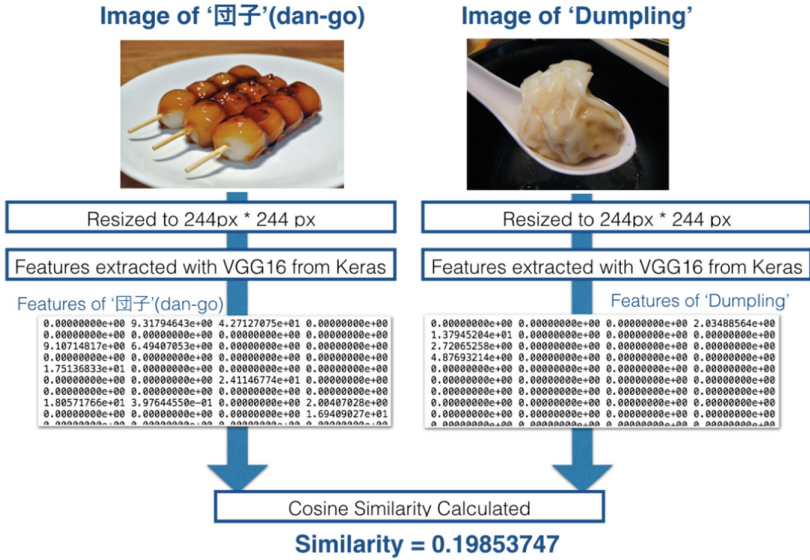 Image of ‘団子’(dan-go)
Image of ‘Dumpling’
Resized to 244px * 244 px
Resized to 244px * 244 px
Features extracted with VGG16 from Keras
Features extracted with VGG16 from Keras
Features of ‘団子’(dan-go)
0.00000000e+00 9.31794643e+00 4.27127075e+01 0.00000000e+00
0.00000000e+00 0.00000000e+00 0.00000000e+00 0.00000000e+00
9.10714817e+00 6.49407053e+00 0.00000000e+00 0.00000000e+00
0.00000000e+00 0.00000000e+00 0.00000000e+00 0.00000000e+00
1.75136833e+01 0.00000000e+00 0.00000000e+00 0.00000000e+00
0.00000000e+00 0.00000000e+00 2.41146774e+01 0.00000000e+00
0.00000000e+00 0.00000000e+00 0.00000000e+00 0.00000000e+00
1.80571766e+01 3.97644550e-01 0.00000000e+00 2.00407028e+00
0.00000000e+00 0.00000000e+00 0.00000000e+00 1.69409027e+01
Features of ‘Dumpling’
0.00000000e+00 0.00000000e+00 0.00000000e+00 2.03488564e+00
1.37945204e+01 0.00000000e+00 0.00000000e+00 0.00000000e+00
2.72065258e+00 0.00000000e+00 0.00000000e+00 0.00000000e+00
4.87693214e+00 0.00000000e+00 0.00000000e+00 0.00000000e+00
0.00000000e+00 0.00000000e+00 0.00000000e+00 0.00000000e+00
0.00000000e+00 0.00000000e+00 0.00000000e+00 0.00000000e+00
0.00000000e+00 0.00000000e+00 0.00000000e+00 0.00000000e+00
0.00000000e+00 0.00000000e+00 0.00000000e+00 0.00000000e+00
0.00000000e+00 0.00000000e+00 0.00000000e+00 0.00000000e+00
Cosine Similarity Calculated
Similarity = 0.19853747